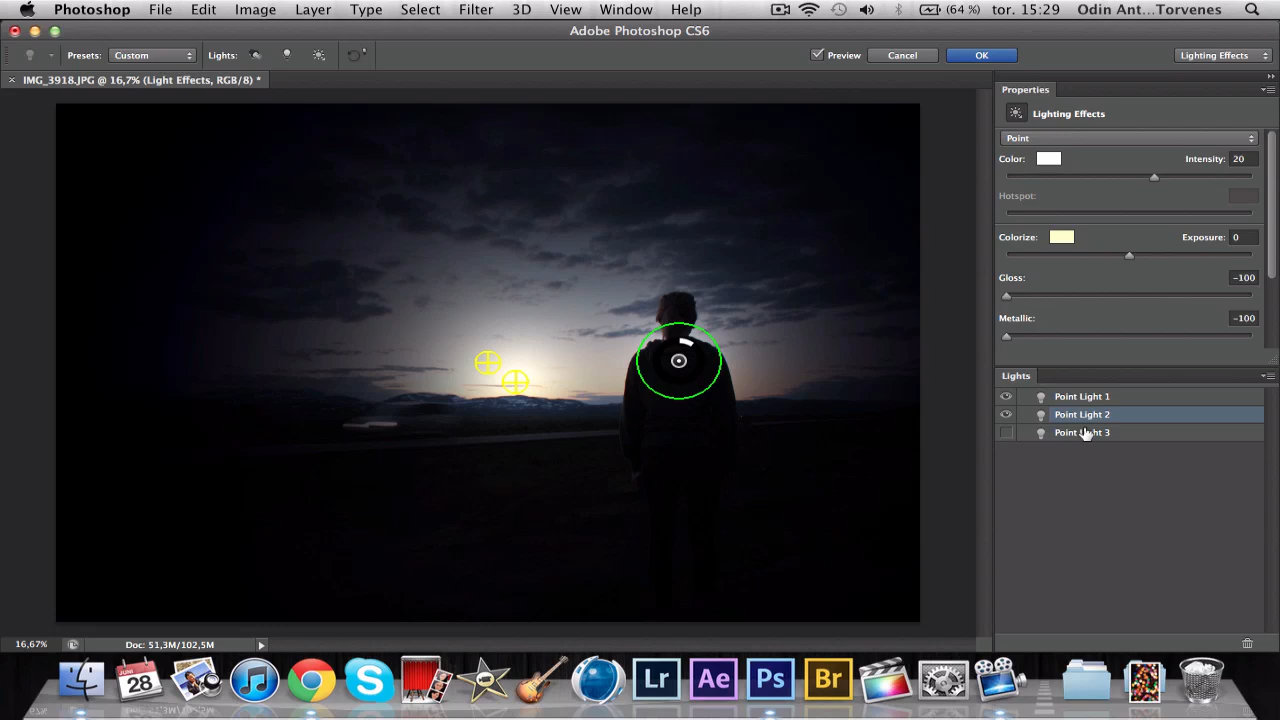 Photoshop File Edit Image Layer Type Select Filter 3D View Window Help (64 %) tor. 15:29 Odin Ant...Torvenes
Adobe Photoshop CS6
Presets: Custom Lights: Preview Cancel OK Lighting Effects
IMG_3918.JPG @ 16,7% (Light Effects, RGB/8) *
Properties
Lighting Effects
Point
Color: Intensity: 20
Hotspot:
Colorize: Exposure: 0
Gloss: -100
Metallic: -100
Lights
Point Light 1
Point Light 2
Point Light 3
16,67% Doc: 51,3M/102,5M
JUNI
28
Lr Ae Ps Br